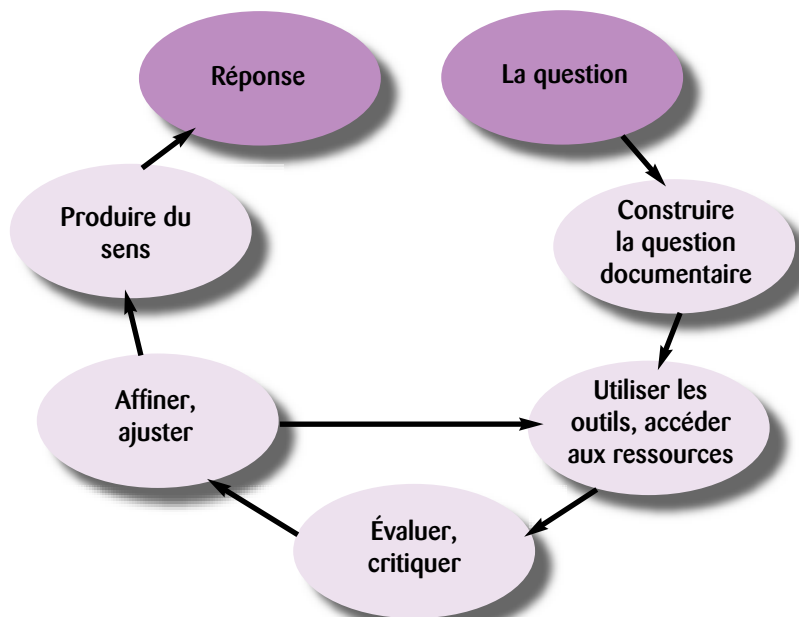 Réponse
La question
Produire du
sens
Construire
la question
documentaire
Affiner,
ajuster
Utiliser les
outils, accéder
aux ressources
Évaluer,
critiquer